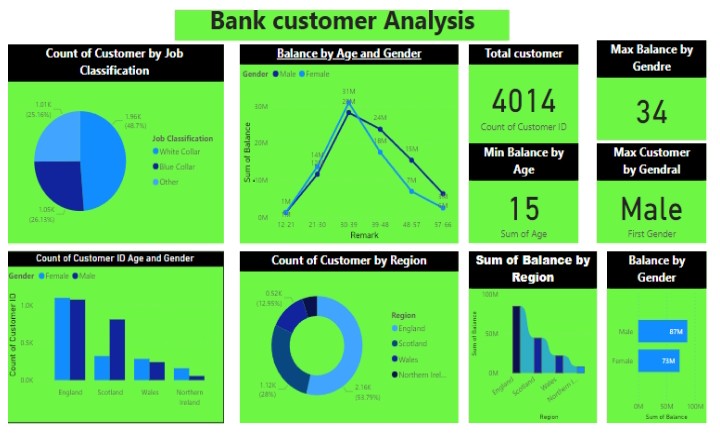 Bank customer Analysis
Count of Customer by Job
Classification
1.01K
(25.16%)
1.96K
(48.7%)
1.05K
(26.13%)
Job Classification
White Collar
Blue Collar
Other
Balance by Age and Gender
Gender Male Female
Sum of Balance
30M
20M
10M
0M
1M
14M
31M
24M
18M
15M
7M
12-21
21-30
30-39
39-48
48-57
57-66
Remark
Total customer
4014
Count of Customer ID
Max Balance by
Gendre
34
Min Balance by
Age
15
Sum of Age
Max Customer
by Gendral
Male
First Gender
Count of Customer ID Age and Gender
Gender Female Male
Count of Customer ID
1.0K
0.5K
0.0K
England
Scotland
Wales
Northern
Ireland
Count of Customer by Region
0.52K
(12.95%)
1.12K
(28%)
2.16K
(53.79%)
Region
England
Scotland
Wales
Northern Irel...
Sum of Balance by
Region
Sum of Balance
100M
50M
0M
England
Scotland
Wales
Northern I...
Region
Balance by
Gender
Male
87M
Female
73M
0M
50M
100M
Sum of Balance